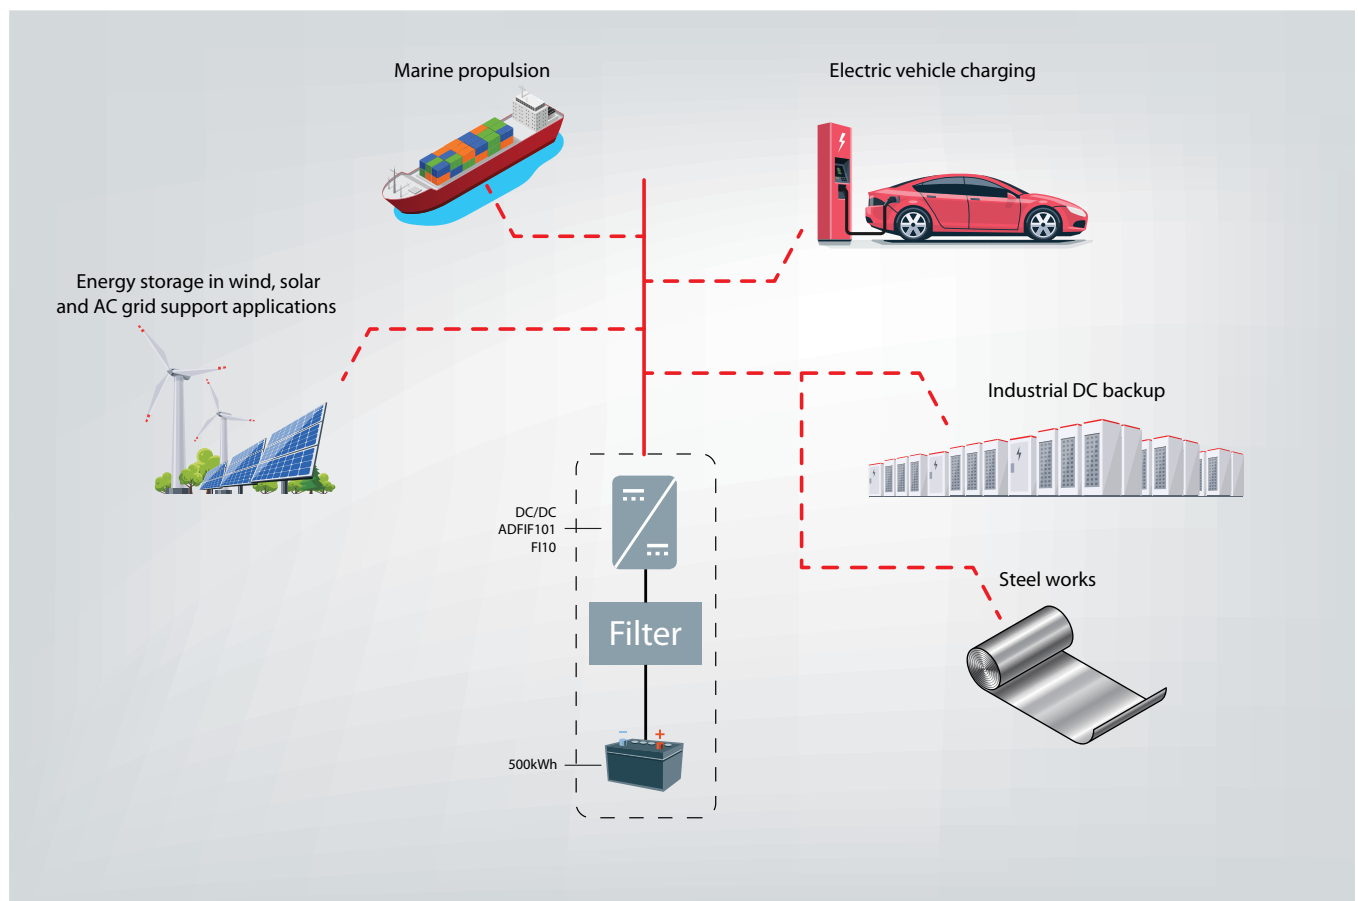 Marine propulsion
Electric vehicle charging
Energy storage in wind, solar
and AC grid support applications
Industrial DC backup
DC/DC
ADFIF101
FI10
Steel works
Filter
− +
500kWh